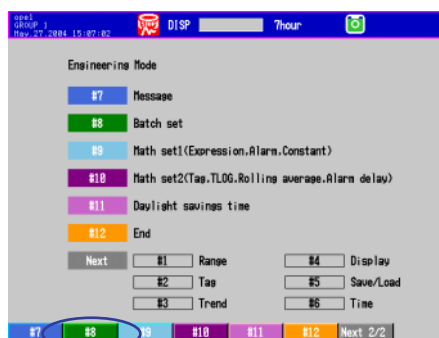 opel
GROUP 1
May.27.2004 15:07:02
DISP
7hour
Engineering Mode
#7 Message
#8 Batch set
#9 Math set1(Expression.Alarm.Constant)
#10 Math set2(Tag.TLOG.Rolling average.Alarm delay)
#11 Daylight savings time
#12 End
Next #1 Range #4 Display
#2 Tag #5 Save/Load
#3 Trend #6 Time
#7 #8 #9 #10 #11 #12 Next 2/2